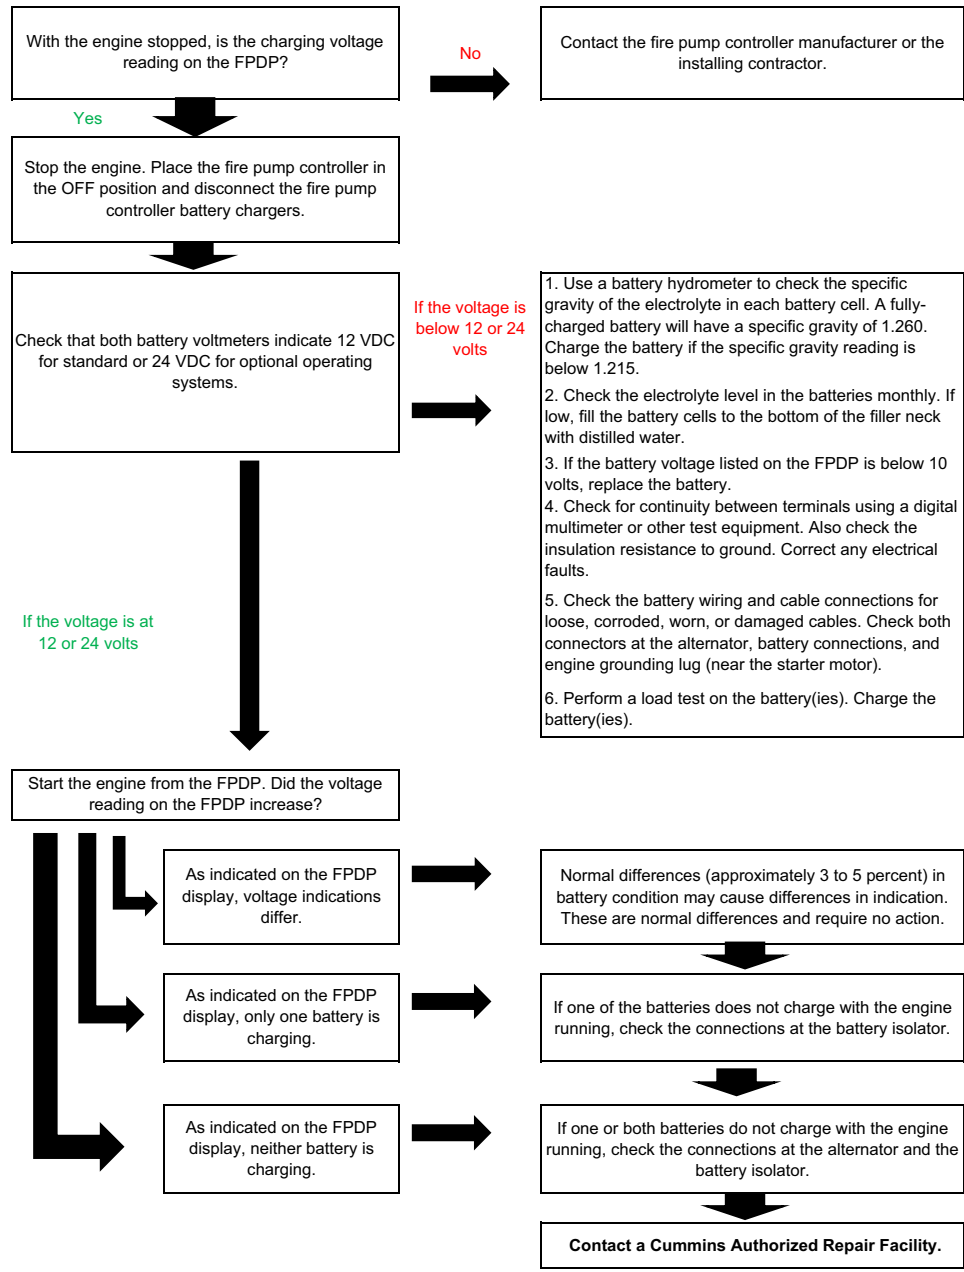 With the engine stopped, is the charging voltage
reading on the FPDP?
No
Contact the fire pump controller manufacturer or the
installing contractor.
Yes
Stop the engine. Place the fire pump controller in
the OFF position and disconnect the fire pump
controller battery chargers.
Check that both battery voltmeters indicate 12 VDC
for standard or 24 VDC for optional operating
systems.
If the voltage is
below 12 or 24
volts
1. Use a battery hydrometer to check the specific
gravity of the electrolyte in each battery cell. A fully-
charged battery will have a specific gravity of 1.260.
Charge the battery if the specific gravity reading is
below 1.215.
2. Check the electrolyte level in the batteries monthly. If
low, fill the battery cells to the bottom of the filler neck
with distilled water.
3. If the battery voltage listed on the FPDP is below 10
volts, replace the battery.
4. Check for continuity between terminals using a digital
multimeter or other test equipment. Also check the
insulation resistance to ground. Correct any electrical
faults.
5. Check the battery wiring and cable connections for
loose, corroded, worn, or damaged cables. Check both
connectors at the alternator, battery connections, and
engine grounding lug (near the starter motor).
6. Perform a load test on the battery(ies). Charge the
battery(ies).
If the voltage is at
12 or 24 volts
Start the engine from the FPDP. Did the voltage
reading on the FPDP increase?
As indicated on the FPDP
display, voltage indications
differ.
Normal differences (approximately 3 to 5 percent) in
battery condition may cause differences in indication.
These are normal differences and require no action.
As indicated on the FPDP
display, only one battery is
charging.
If one of the batteries does not charge with the engine
running, check the connections at the battery isolator.
As indicated on the FPDP
display, neither battery is
charging.
If one or both batteries do not charge with the engine
running, check the connections at the alternator and the
battery isolator.
Contact a Cummins Authorized Repair Facility.